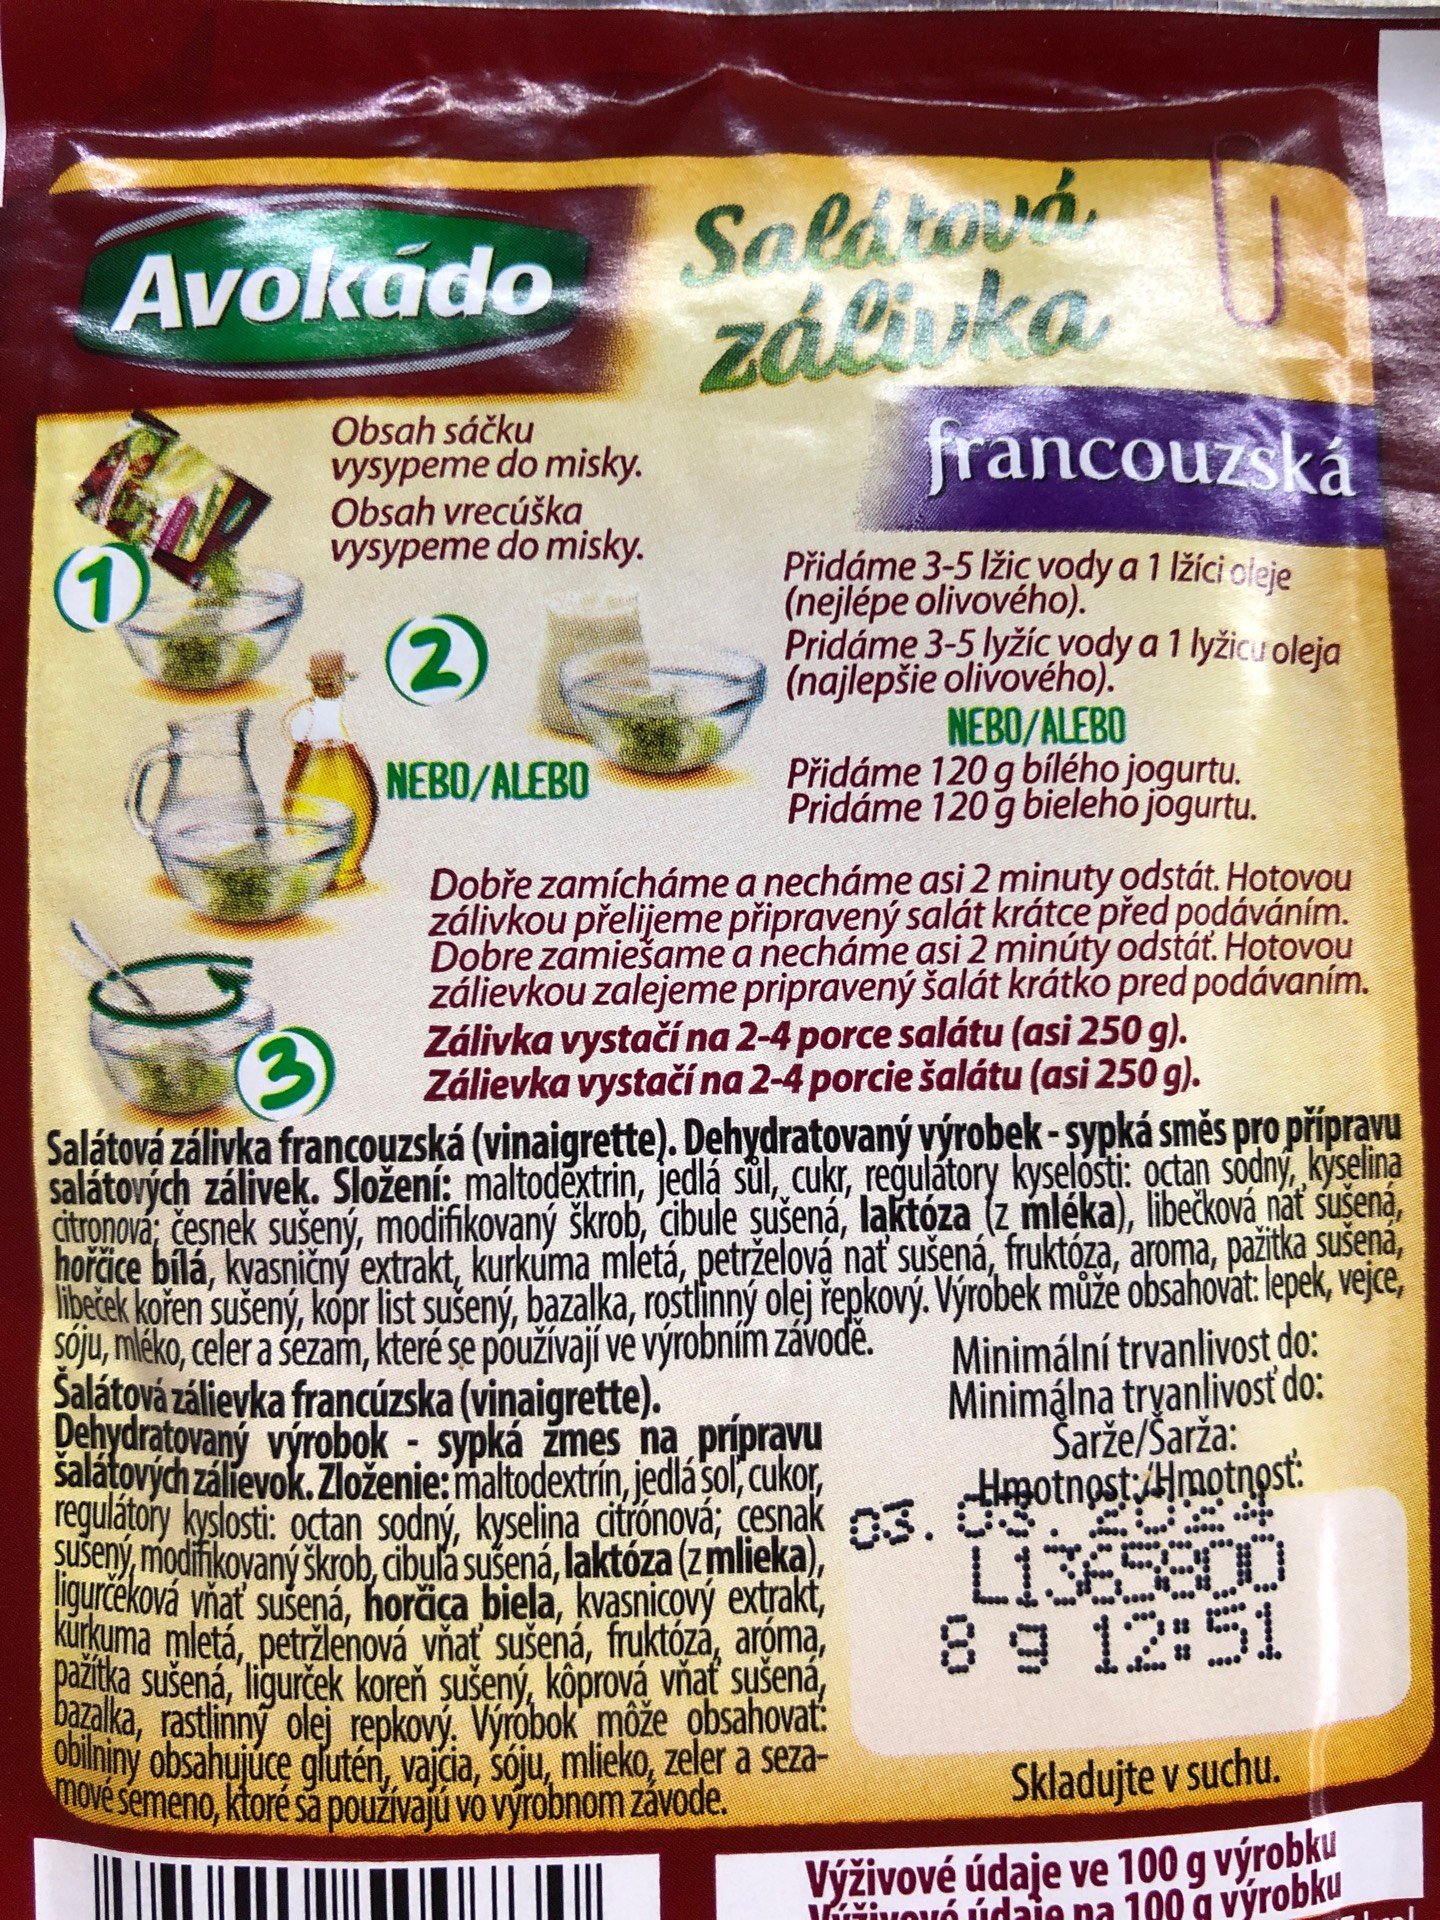 Avokádo
Salátová
zálivka
francouzská
Obsah sáčku
vysypeme do misky.
Obsah vrecúška
vysypeme do misky.
1
2
NEBO/ALEBO
Přidáme 3-5 lžic vody a 1 lžíci oleje
(nejlépe olivového).
Pridáme 3-5 lyžíc vody a 1 lyžicu oleja
(najlepšie olivového).
NEBO/ALEBO
Přidáme 120 g bílého jogurtu.
Pridáme 120 g bieleho jogurtu.
3
Dobře zamícháme a necháme asi 2 minuty odstát. Hotovou
zálivkou přelijeme připravený salát krátce před podáváním.
Dobre zamiešame a necháme asi 2 minúty odstáť. Hotovou
zálievkou zalejeme pripravený šalát krátko pred podávaním.
Zálivka vystačí na 2-4 porce salátu (asi 250 g).
Zálievka vystačí na 2-4 porcie šalátu (asi 250 g).
Salátová zálivka francouzská (vinaigrette). Dehydratovaný výrobek - sypká směs pro přípravu
salátových zálivek. Složení: maltodextrin, jedlá sůl, cukr, regulátory kyselosti: octan sodný, kyselina
citronová; česnek sušený, modifikovaný škrob, cibule sušená, laktóza (z mléka), libečková nať sušená,
hořčice bílá, kvasničný extrakt, kurkuma mletá, petrželová nať sušená, fruktóza, aroma, pažitka sušená,
libeček kořen sušený, kopr list sušený, bazalka, rostlinný olej řepkový. Výrobek může obsahovat: lepek, vejce,
sóju, mléko, celer a sezam, které se používají ve výrobním závodě.
Šalátová zálievka francúzska (vinaigrette).
Dehydratovaný výrobok - sypká zmes na prípravu
šalátových zálievok. Zloženie: maltodextrín, jedlá soľ, cukor,
regulátory kyslosti: octan sodný, kyselina citrónová; cesnak
sušený, modifikovaný škrob, cibuľa sušená, laktóza (z mlieka),
ligurčeková vňať sušená, horčica biela, kvasnicový extrakt,
kurkuma mletá, petržlenová vňať sušená, fruktóza, aróma,
pažítka sušená, ligurček koreň sušený, kôprová vňať sušená,
bazalka, rastlinný olej repkový. Výrobok môže obsahovať:
obilniny obsahujúce glutén, vajcia, sóju, mlieko, zeler a seza-
mové semeno, ktoré sa používajú vo výrobnom závode.
Minimální trvanlivost do:
Minimálna trvanlivosť do:
Šarže/Šarža:
Hmotnost:/Hmotnosť:
03. 03. 2024
L1365800
8 g 12:51
Skladujte v suchu.
Výživové údaje ve 100 g výrobku
Výživové údaje na 100 g výrobku